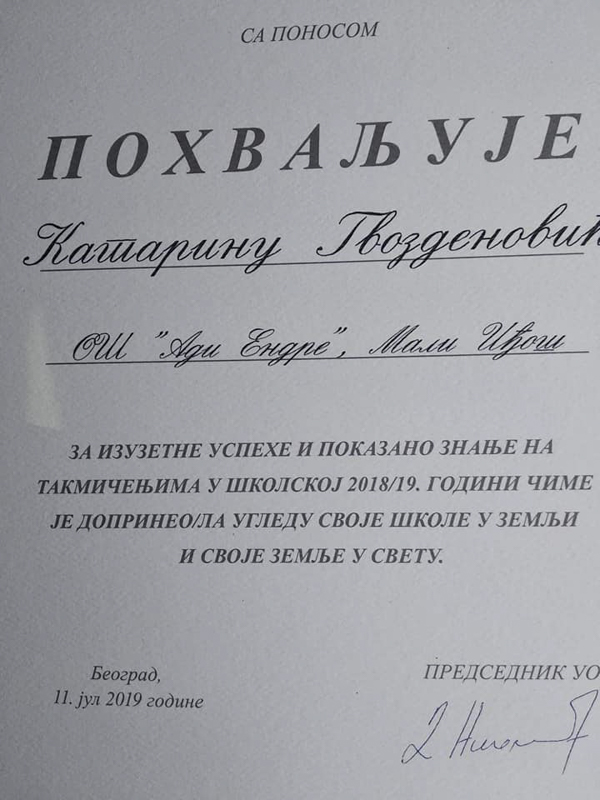 СА ПОНОСОМ
ПОХВАЉУЈЕ
Катарину Гвозденовић
ОШ "Ади Ендре", Мали Иђош
ЗА ИЗУЗЕТНЕ УСПЕХЕ И ПОКАЗАНО ЗНАЊЕ НА
ТАКМИЧЕЊИМА У ШКОЛСКОЈ 2018/19. ГОДИНИ ЧИМЕ
ЈЕ ДОПРИНЕО/ЛА УГЛЕДУ СВОЈЕ ШКОЛЕ У ЗЕМЉИ
И СВОЈЕ ЗЕМЉЕ У СВЕТУ.
Београд,
11. јул 2019 године
ПРЕДСЕДНИК УО